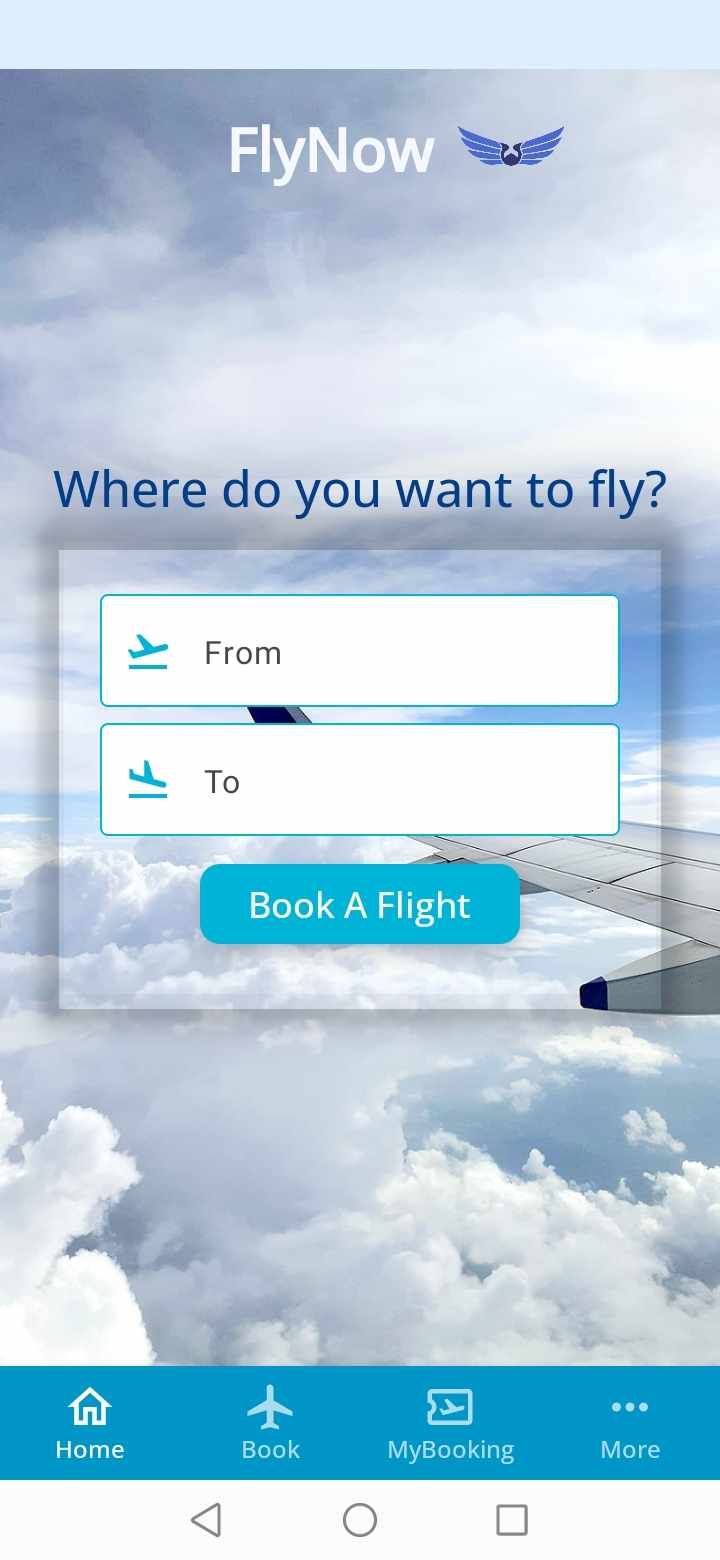 FlyNow
Where do you want to fly?
From
To
Book A Flight
Home
Book
MyBooking
More